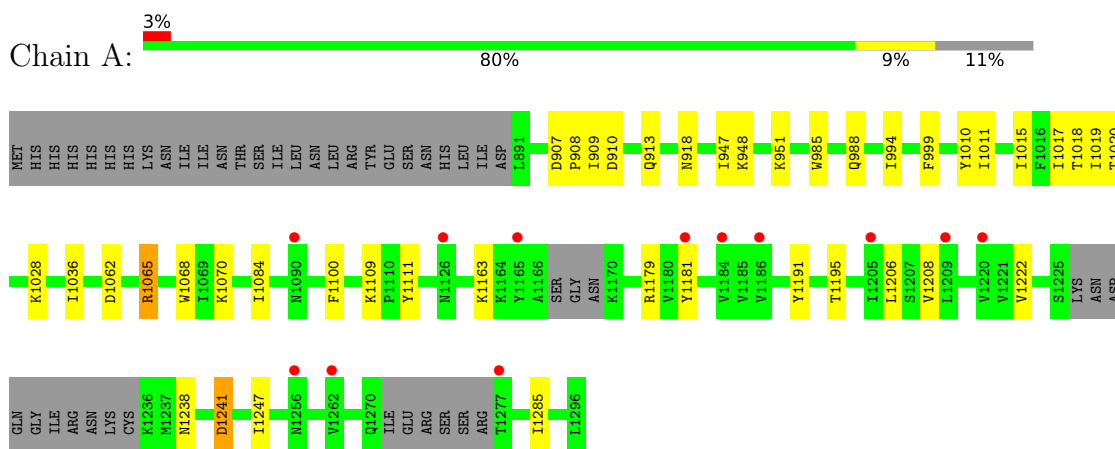 3%
Chain A:
80% 9% 11%
MET HIS HIS HIS HIS HIS HIS LYS ASN ILE ILE ASN THR SER ILE LEU ASN LEU ARG TYR GLU SER ASN HIS LEU ILE ASP L891 D907 P908 I909 D910 Q913 N918 I947 K948 K951 W985 Q988 I994 F999 Y1010 I1011 I1015 F1016 I1017 T1018 I1019 T1020
K1028 I1036 D1062 R1065 W1068 I1069 K1070 I1084 N1090 F1100 K1109 P1110 Y1111 N1126 K1163 K1164 Y1165 A1166 SER GLY ASN K1170 R1179 V1180 Y1181 V1184 V1185 V1186 Y1191 T1195 I1205 L1206 S1207 V1208 L1209 V1220 V1221 V1222 S1225 LYS ASN ASP
GLN GLY ILE ARG ASN LYS CYS K1236 M1237 N1238 D1241 I1247 N1256 V1262 Q1270 ILE GLU ARG SER SER ARG T1277 I1285 L1296